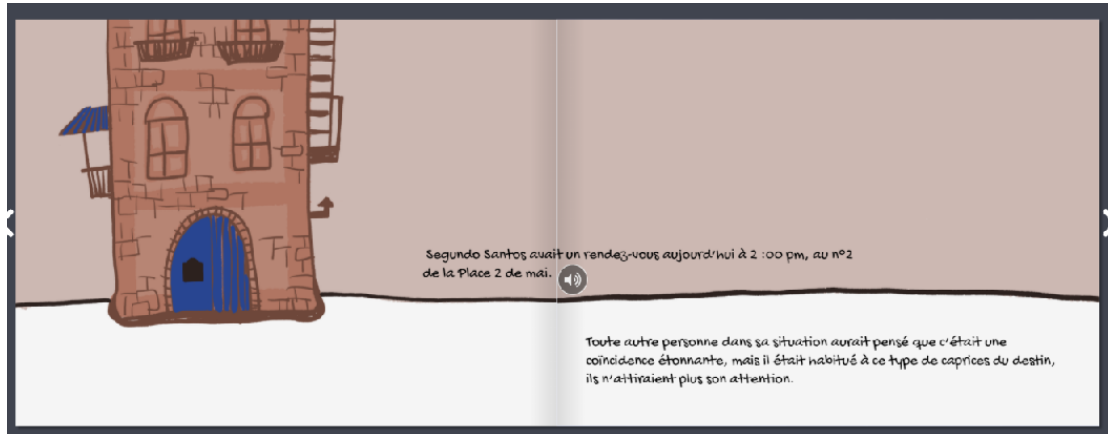 Segundo Santos avait un rendez-vous aujourd'hui à 2 :00 pm, au n°2
de la Place 2 de mai.
Toute autre personne dans sa situation aurait pensé que c'était une
coïncidence étonnante, mais il était habitué à ce type de caprices du destin,
ils n'attiraient plus son attention.